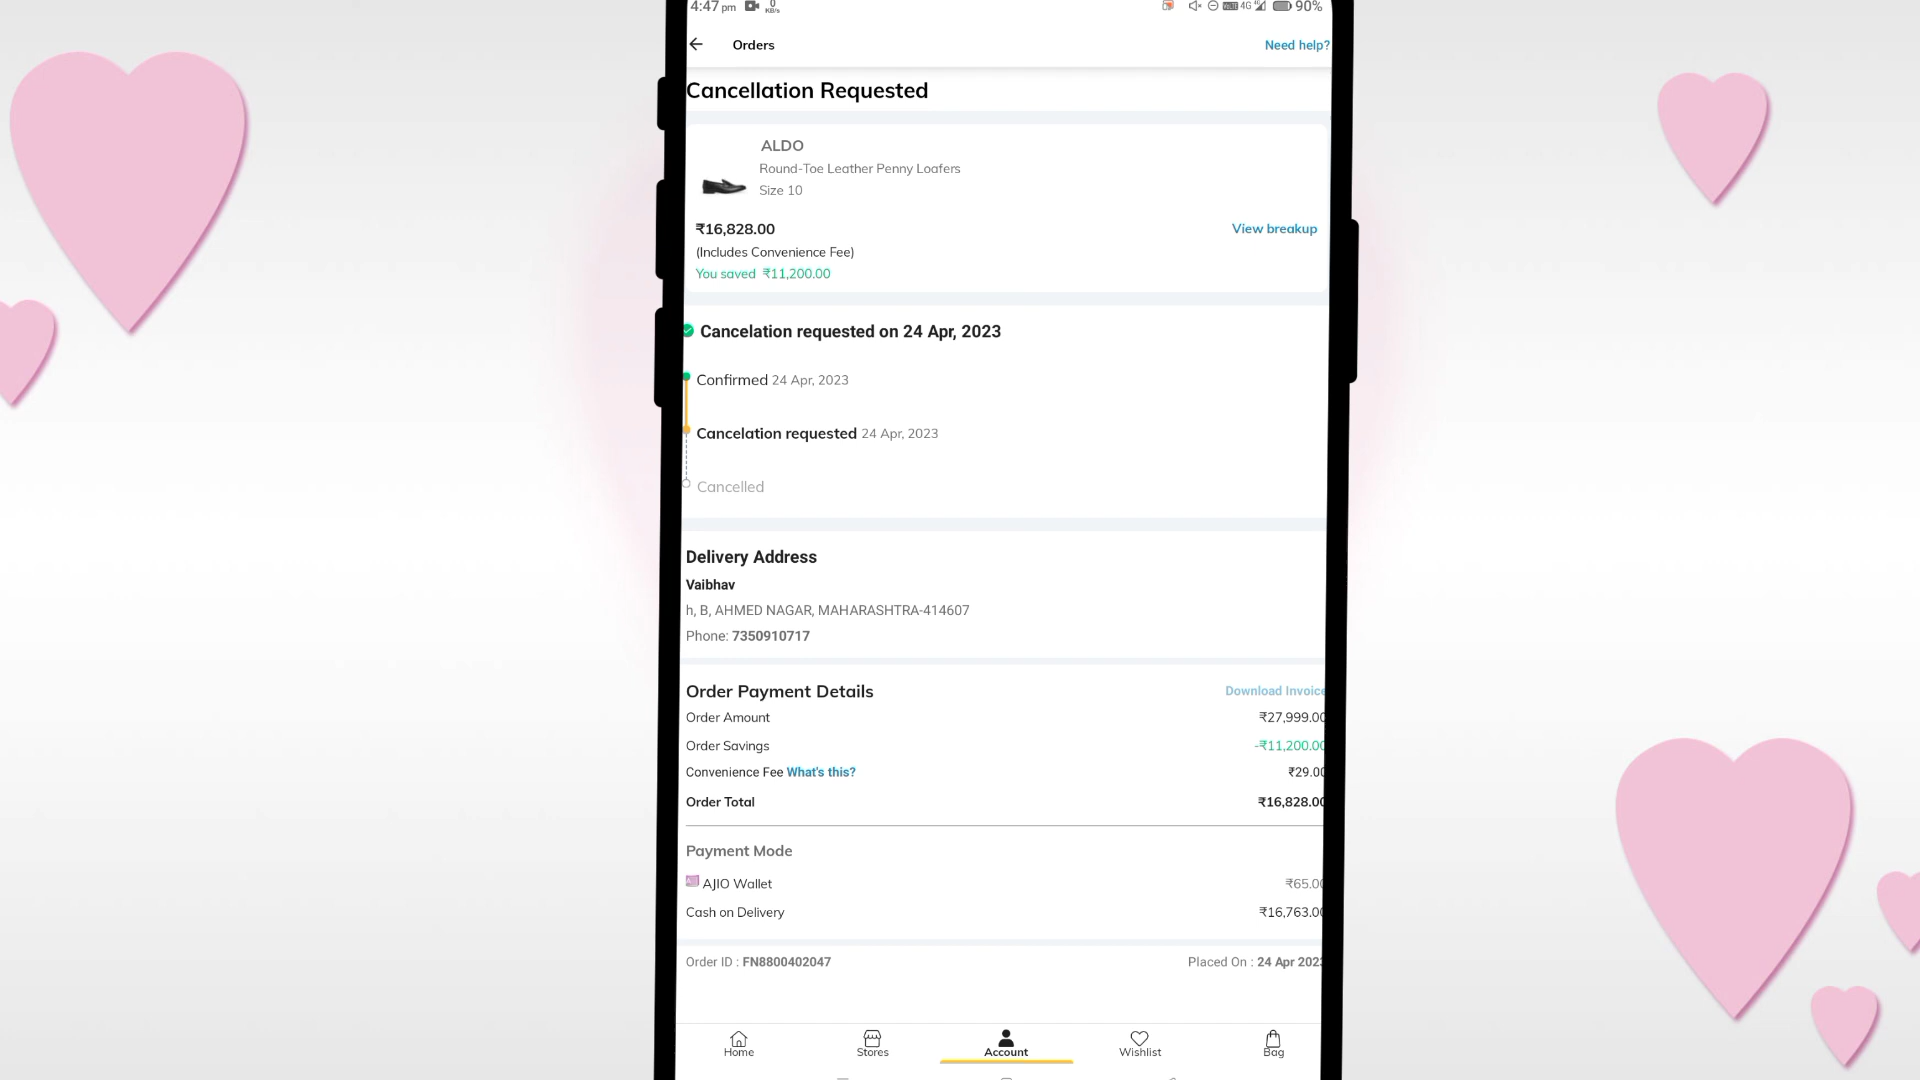 4:47 pm 0 KB/s 4G 90%
Orders Need help?
Cancellation Requested
ALDO
Round-Toe Leather Penny Loafers
Size 10
₹16,828.00 View breakup
(Includes Convenience Fee)
You saved ₹11,200.00
Cancelation requested on 24 Apr, 2023
Confirmed 24 Apr, 2023
Cancelation requested 24 Apr, 2023
Cancelled
Delivery Address
Vaibhav
h, B, AHMED NAGAR, MAHARASHTRA-414607
Phone: 7350910717
Order Payment Details Download Invoice
Order Amount ₹27,999.00
Order Savings -₹11,200.00
Convenience Fee What's this? ₹29.00
Order Total ₹16,828.00
Payment Mode
AJIO Wallet ₹65.00
Cash on Delivery ₹16,763.00
Order ID : FN8800402047 Placed On : 24 Apr 2023
Home Stores Account Wishlist Bag